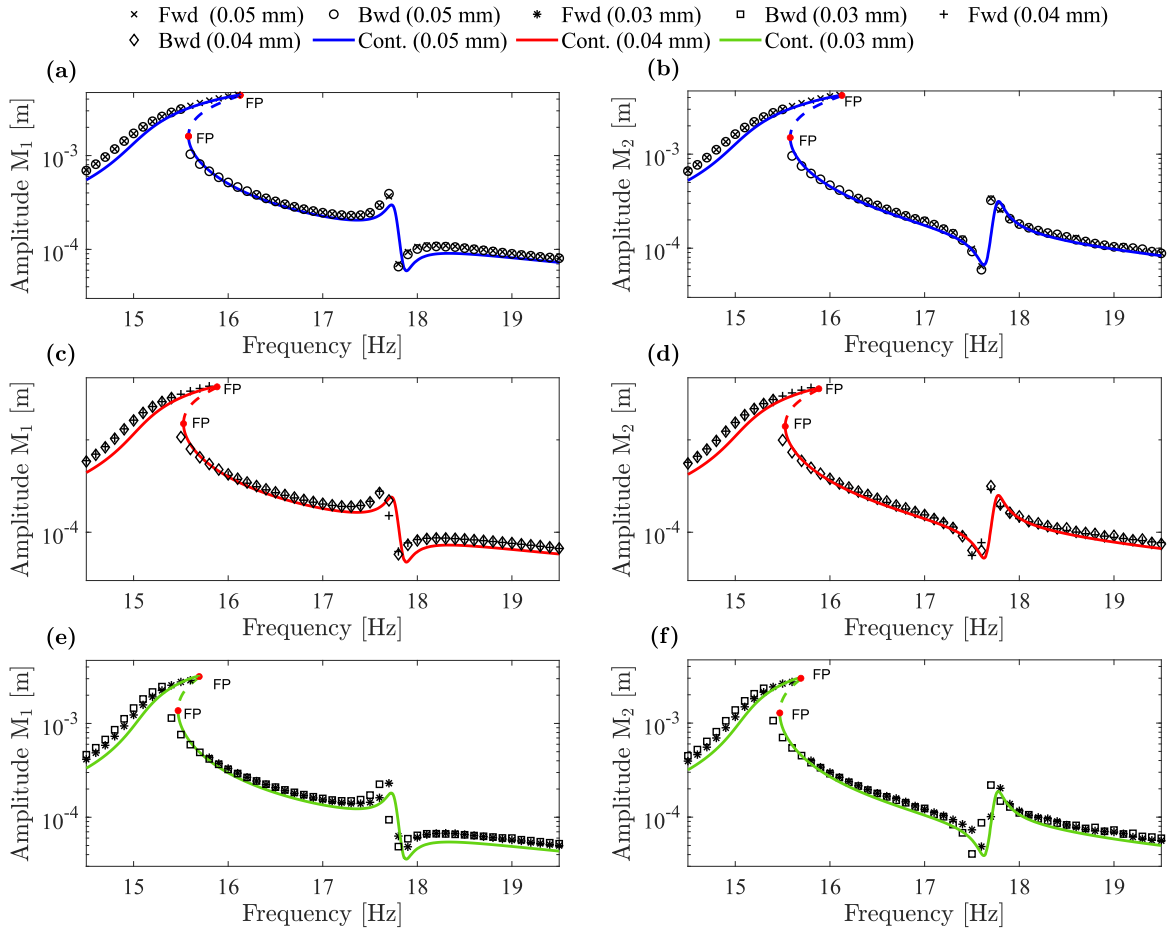 Fwd (0.05 mm) Bwd (0.05 mm) Fwd (0.03 mm) Bwd (0.03 mm) Fwd (0.04 mm)
Bwd (0.04 mm) Cont. (0.05 mm) Cont. (0.04 mm) Cont. (0.03 mm)
(a)
Amplitude M₁ [m]
10⁻³
10⁻⁴
FP
FP
15 16 17 18 19
Frequency [Hz]
(b)
Amplitude M₂ [m]
10⁻³
10⁻⁴
FP
FP
15 16 17 18 19
Frequency [Hz]
(c)
Amplitude M₁ [m]
10⁻⁴
FP
FP
15 16 17 18 19
Frequency [Hz]
(d)
Amplitude M₂ [m]
10⁻⁴
FP
FP
15 16 17 18 19
Frequency [Hz]
(e)
Amplitude M₁ [m]
10⁻³
10⁻⁴
FP
FP
15 16 17 18 19
Frequency [Hz]
(f)
Amplitude M₂ [m]
10⁻³
10⁻⁴
FP
FP
15 16 17 18 19
Frequency [Hz]